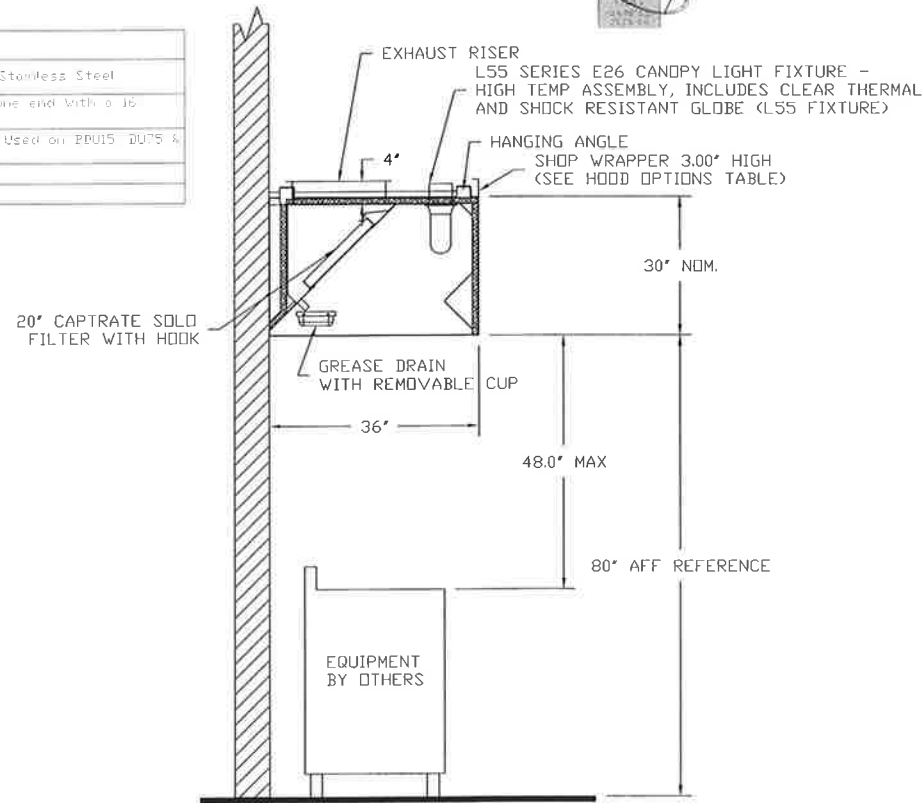 Stainless Steel
one end with a 16
Used on DU75 &
EXHAUST RISER
L55 SERIES E26 CANOPY LIGHT FIXTURE -
HIGH TEMP ASSEMBLY, INCLUDES CLEAR THERMAL
AND SHOCK RESISTANT GLOBE (L55 FIXTURE)
HANGING ANGLE
4"
SHOP WRAPPER 3.00" HIGH
(SEE HOOD OPTIONS TABLE)
30" NOM.
20" CAPTRATE SOLO
FILTER WITH HOOK
GREASE DRAIN
WITH REMOVABLE CUP
36"
48.0" MAX
80" AFF REFERENCE
EQUIPMENT
BY OTHERS